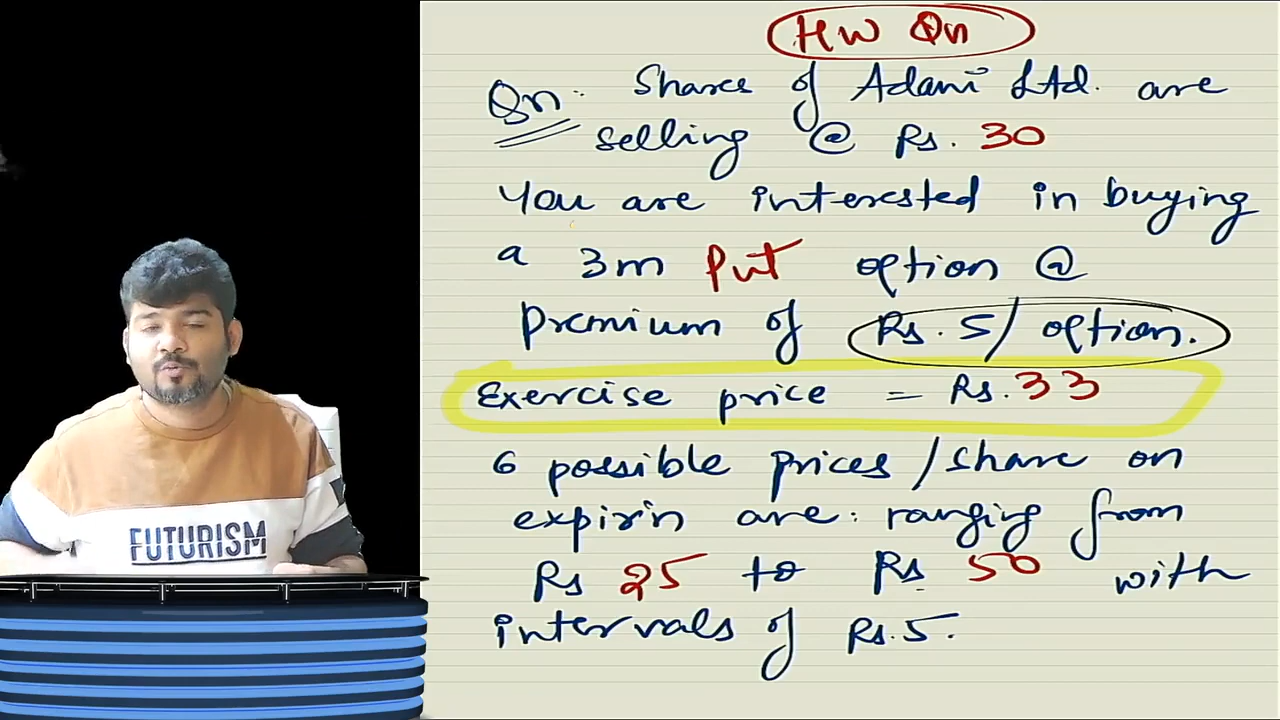 HW Qn
Qn: Shares of Adani Ltd. are
selling @ Rs. 30
You are interested in buying
a 3m Put option @
premium of Rs. 5/option.
Exercise price = Rs. 33
6 possible prices/share on
expirin are: ranging from
Rs 25 to Rs 50 with
intervals of Rs. 5.
FUTURISM